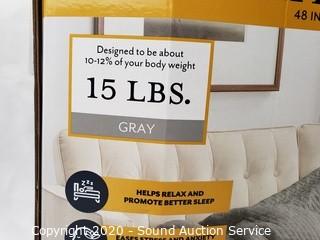 48 IN
Designed to be about
10-12% of your body weight
15 LBS.
GRAY
HELPS RELAX AND
PROMOTE BETTER SLEEP
EASES STRESS AND ANXIETY
Copyright 2020 - Sound Auction Service